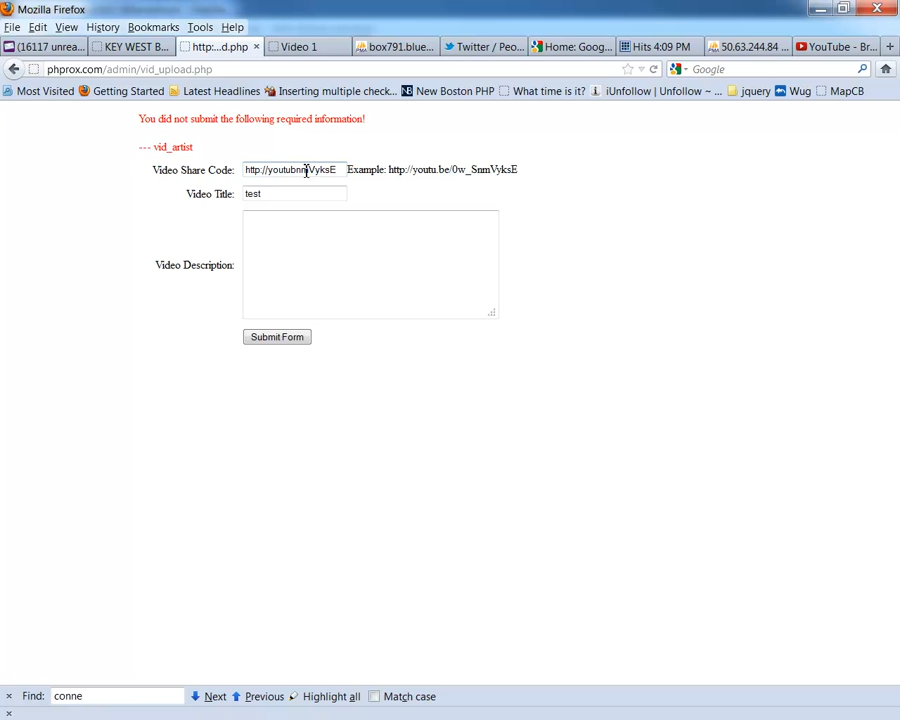 Mozilla Firefox
File Edit View History Bookmarks Tools Help
(16117 unrea... KEY WEST B... http:...d.php Video 1 box791.blue... Twitter / Peo... Home: Goog... Hits 4:09 PM 50.63.244.84 ... YouTube - Br...
phprox.com/admin/vid_upload.php Google
Most Visited Getting Started Latest Headlines Inserting multiple check... New Boston PHP What time is it? iUnfollow | Unfollow ~ ... jquery Wug MapCB
You did not submit the following required information!
--- vid_artist
Video Share Code: http://youtubnmVyksE Example: http://youtu.be/0w_SnmVyksE
Video Title: test
Video Description:
Submit Form
Find: conne Next Previous Highlight all Match case